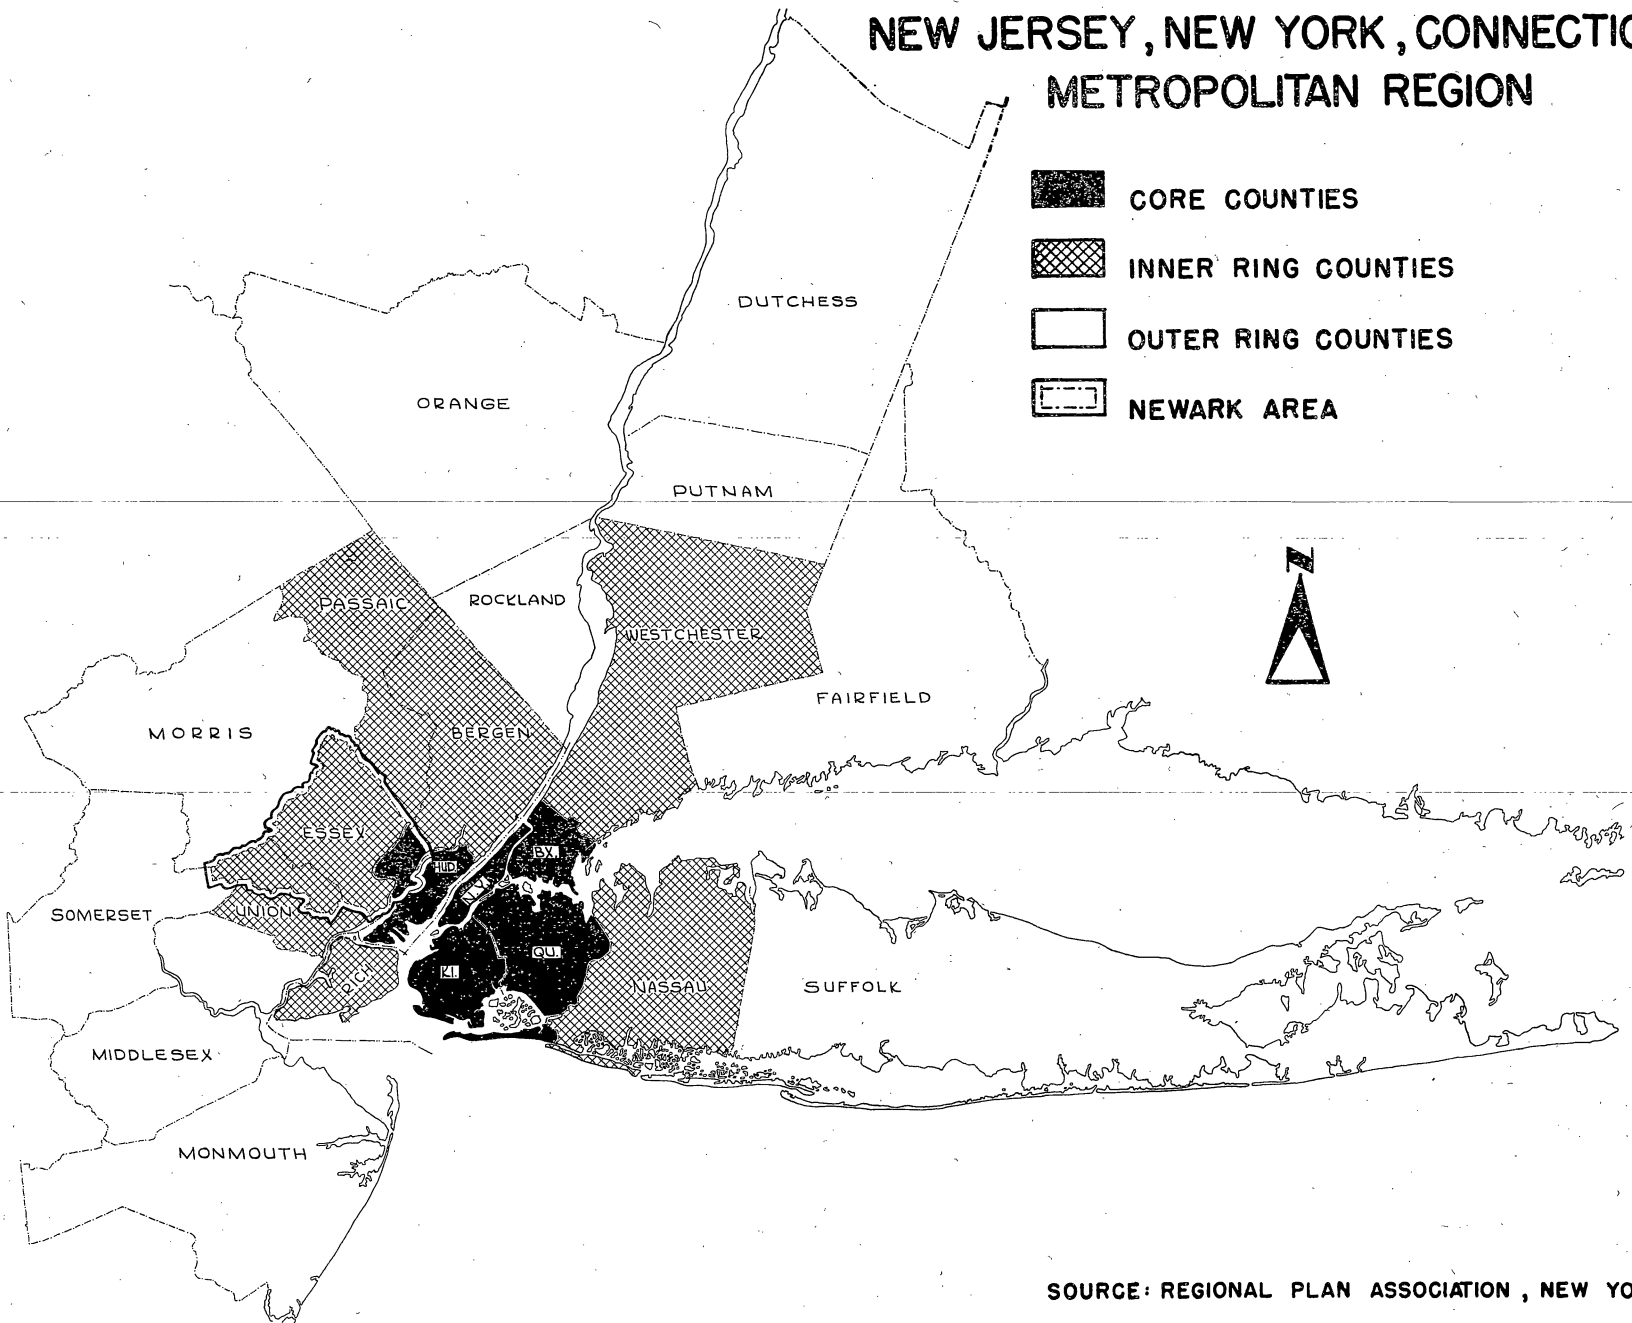 NEW JERSEY, NEW YORK, CONNECTIC
METROPOLITAN REGION
CORE COUNTIES
INNER RING COUNTIES
OUTER RING COUNTIES
NEWARK AREA
DUTCHESS
ORANGE
PUTNAM
N
PASSAIC
ROCKLAND
WESTCHESTER
FAIRFIELD
MORRIS
BERGEN
ESSEX
BX.
HUD.
N.Y.
SOMERSET
UNION
QU.
KI.
RICH
NASSAU
SUFFOLK
MIDDLESEX
MONMOUTH
SOURCE: REGIONAL PLAN ASSOCIATION, NEW YO